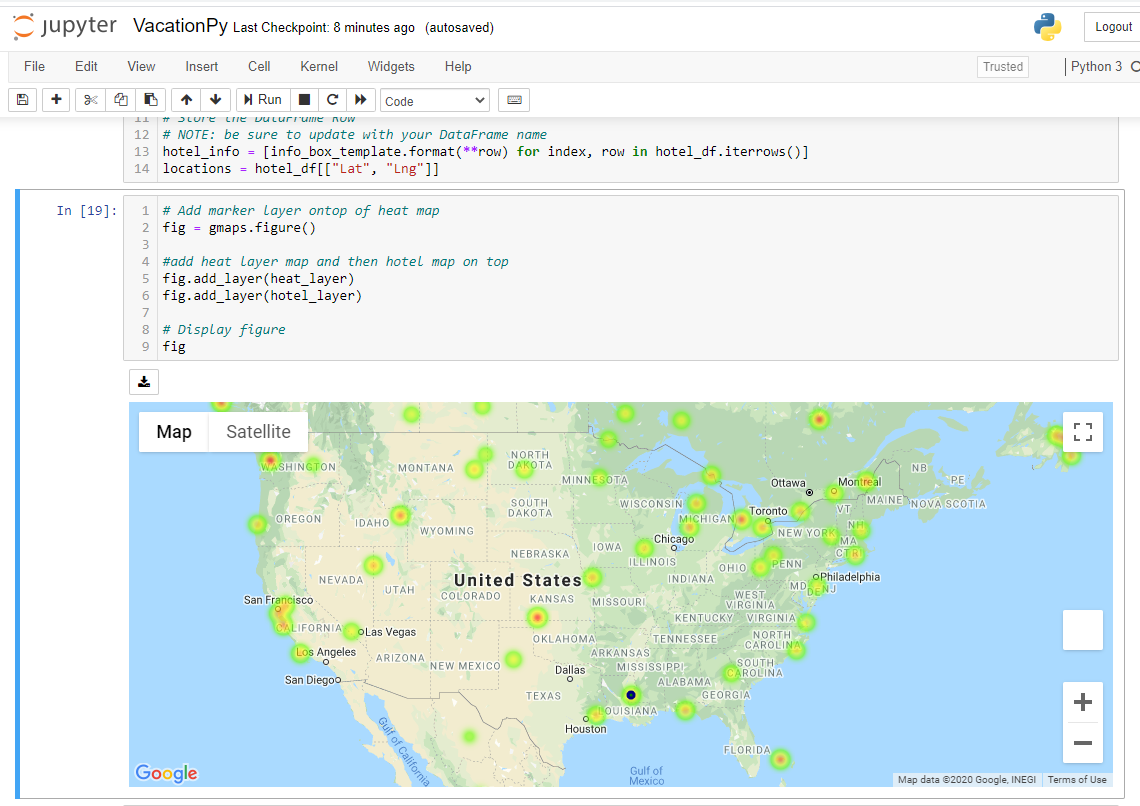 jupyter VacationPy Last Checkpoint: 8 minutes ago (autosaved) Logout
File Edit View Insert Cell Kernel Widgets Help Trusted Python 3
Run Code
11 # Store the DataFrame Row
12 # NOTE: be sure to update with your DataFrame name
13 hotel_info = [info_box_template.format(**row) for index, row in hotel_df.iterrows()]
14 locations = hotel_df[["Lat", "Lng"]]
In [19]:
1 # Add marker layer ontop of heat map
2 fig = gmaps.figure()
3
4 #add heat layer map and then hotel map on top
5 fig.add_layer(heat_layer)
6 fig.add_layer(hotel_layer)
7
8 # Display figure
9 fig
Map Satellite
WASHINGTON
MONTANA
NORTH
DAKOTA
MINNESOTA
Ottawa
Montreal
NB
PE
MAINE
NOVA SCOTIA
OREGON
IDAHO
SOUTH
DAKOTA
WISCONSIN
MICHIGAN
Toronto
VT
NH
WYOMING
NEW YORK
MA
CT RI
IOWA
Chicago
NEBRASKA
ILLINOIS
INDIANA
OHIO
PENN
NEVADA
UTAH
United States
COLORADO
Philadelphia
MD
DE NJ
San Francisco
KANSAS
MISSOURI
WEST
VIRGINIA
KENTUCKY
VIRGINIA
CALIFORNIA
Las Vegas
OKLAHOMA
TENNESSEE
NORTH
CAROLINA
Los Angeles
ARIZONA
NEW MEXICO
ARKANSAS
MISSISSIPPI
SOUTH
CAROLINA
San Diego
Dallas
ALABAMA
TEXAS
GEORGIA
LOUISIANA
Houston
Gulf of California
FLORIDA
Gulf of
Mexico
Google
Map data ©2020 Google, INEGI Terms of Use